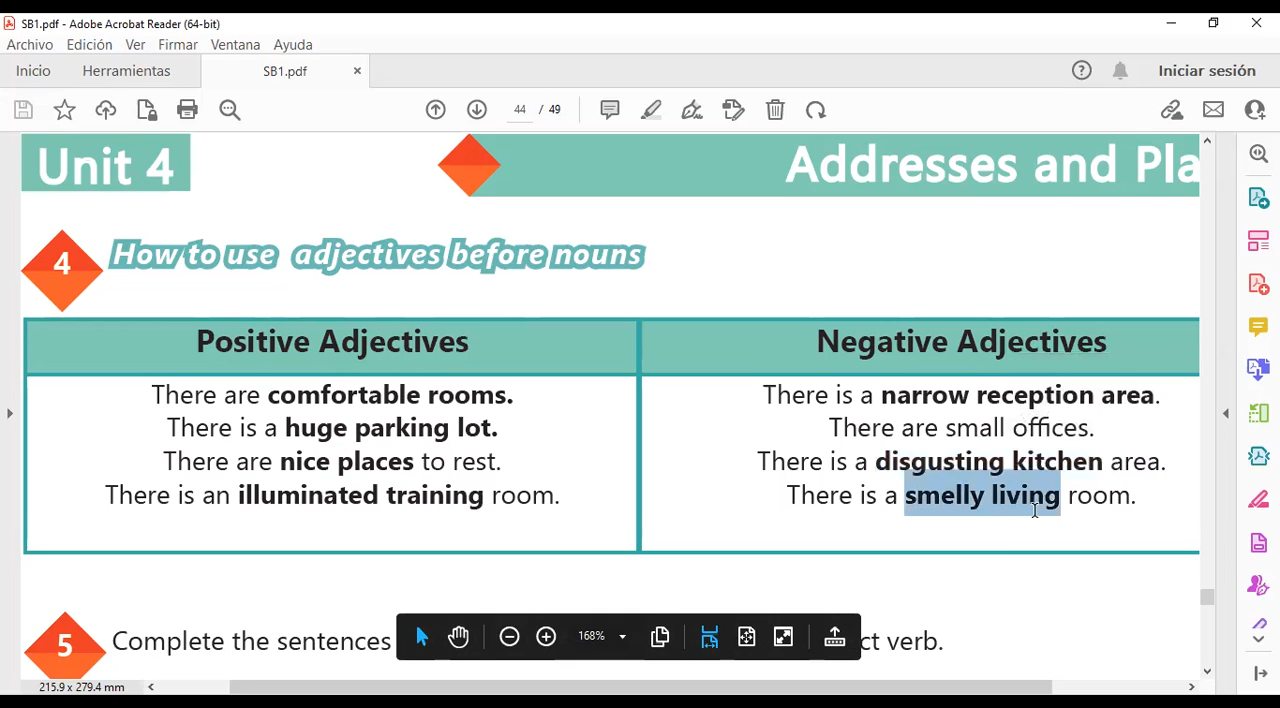 SB1.pdf - Adobe Acrobat Reader (64-bit)
Archivo Edición Ver Firmar Ventana Ayuda
Inicio Herramientas SB1.pdf × Iniciar sesión
44 / 49
Unit 4 Addresses and Pla
4 How to use adjectives before nouns
Positive Adjectives Negative Adjectives
There are comfortable rooms. There is a narrow reception area.
There is a huge parking lot. There are small offices.
There are nice places to rest. There is a disgusting kitchen area.
There is an illuminated training room. There is a smelly living room.
5 Complete the sentences ct verb.
168%
215.9 x 279.4 mm